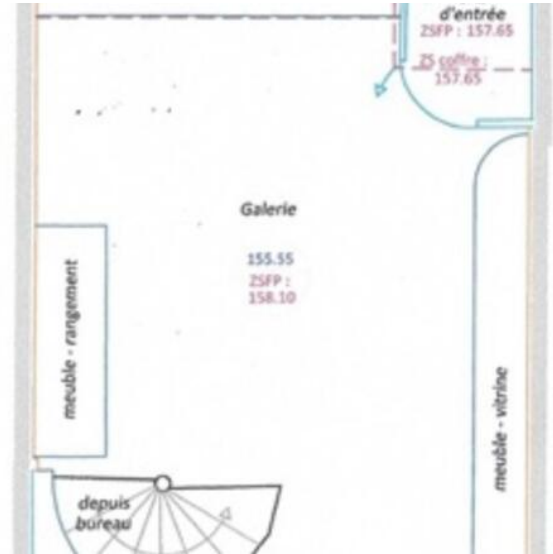 d'entrée
ZSFP : 157.65
ZS coffre :
157.65
Galerie
155.55
ZSFP :
158.10
meuble - rangement
meuble - vitrine
depuis
bureau